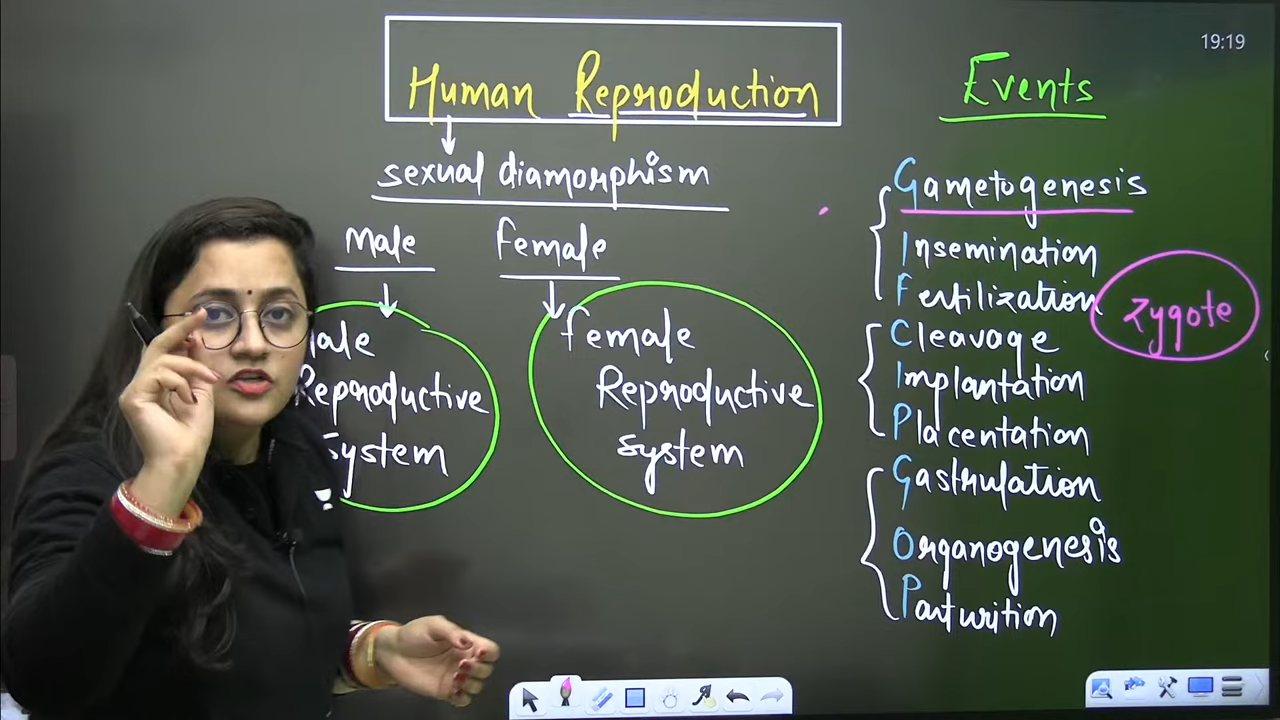 19:19
Human Reproduction
sexual diamorphism
Male female
ale
Reproductive
System
female
Reproductive
system
Events
Gametogenesis
Insemination
Fertilization
Zygote
Cleavage
Implantation
Placentation
Gastrulation
Organogenesis
Parturition